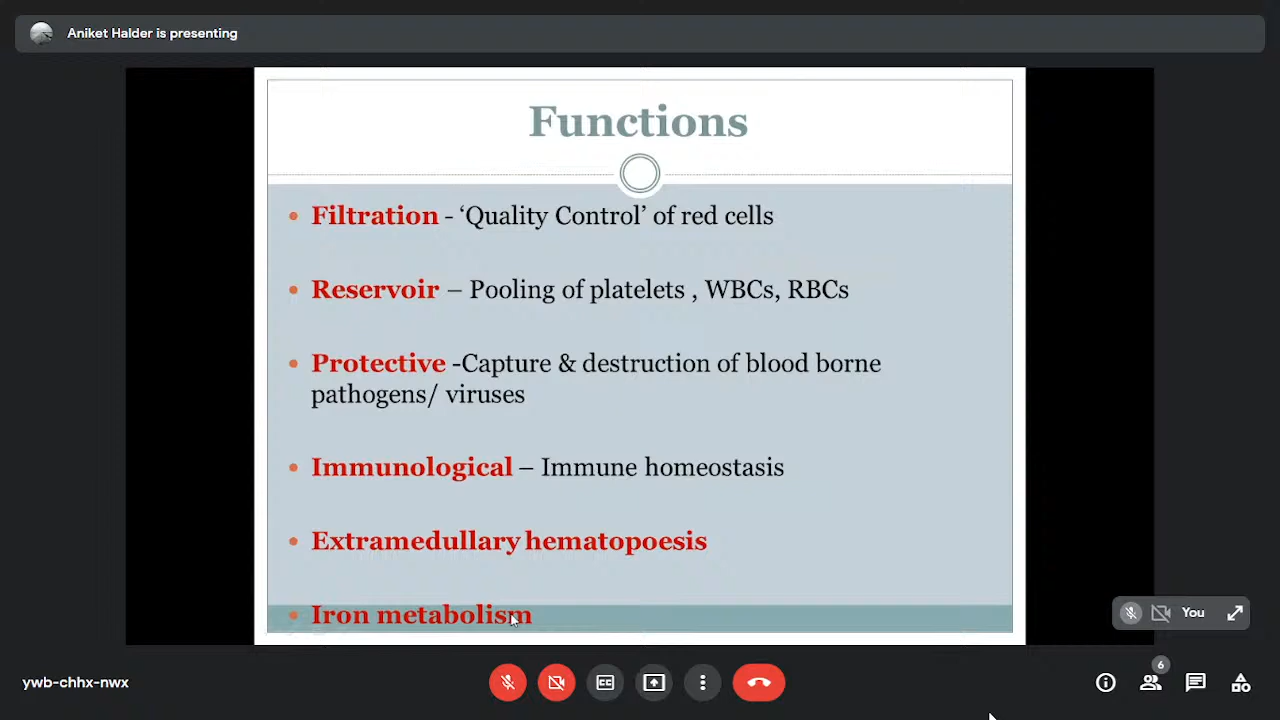 Aniket Halder is presenting
Functions
• Filtration - ‘Quality Control’ of red cells
• Reservoir – Pooling of platelets , WBCs, RBCs
• Protective -Capture & destruction of blood borne
pathogens/ viruses
• Immunological – Immune homeostasis
• Extramedullary hematopoesis
• Iron metabolism
You
6
ywb-chhx-nwx
CC